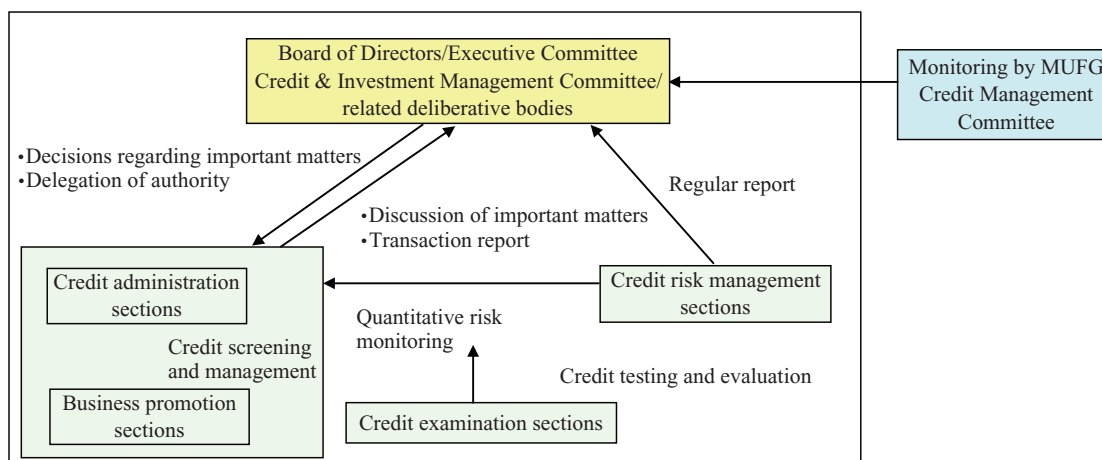 Board of Directors/Executive Committee
Credit & Investment Management Committee/
related deliberative bodies
Monitoring by MUFG
Credit Management
Committee
•Decisions regarding important matters
•Delegation of authority
Regular report
•Discussion of important matters
•Transaction report
Credit administration
sections
Credit risk management
sections
Quantitative risk
monitoring
Credit screening
and management
Credit testing and evaluation
Business promotion
sections
Credit examination sections